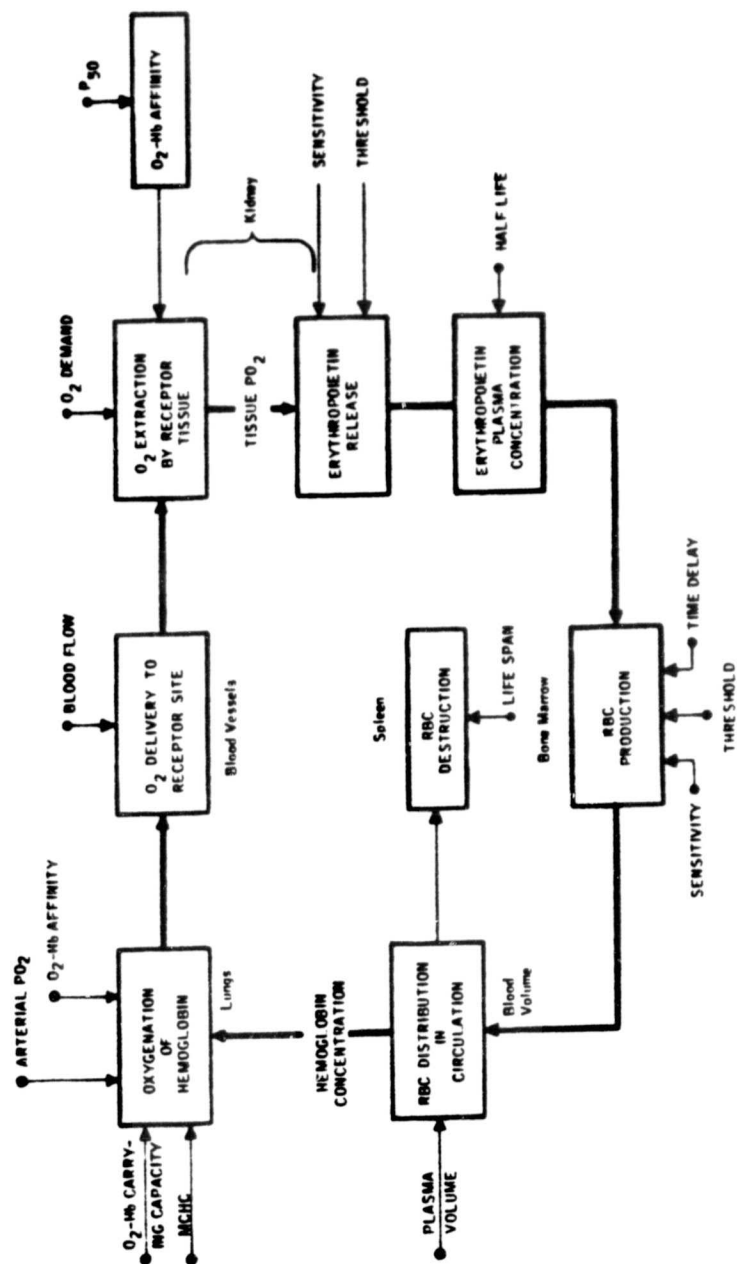 ARTERIAL PO2
O2-Hb AFFINITY
O2-Hb CARRY-
ING CAPACITY
MCHC
OXYGENATION
OF
HEMOGLOBIN
Lungs
BLOOD FLOW
O2 DELIVERY TO
RECEPTOR SITE
Blood Vessels
O2 DEMAND
O2 EXTRACTION
BY RECEPTOR
TISSUE
P50
O2-Hb AFFINITY
TISSUE PO2
Kidney
SENSITIVITY
THRESHOLD
ERYTHROPOIETIN
RELEASE
HALF LIFE
ERYTHROPOIETIN
PLASMA
CONCENTRATION
HEMOGLOBIN
CONCENTRATION
PLASMA
VOLUME
RBC DISTRIBUTION
IN
CIRCULATION
Blood
Volume
Spleen
RBC
DESTRUCTION
LIFE SPAN
Bone Marrow
RBC
PRODUCTION
SENSITIVITY
THRESHOLD
TIME DELAY